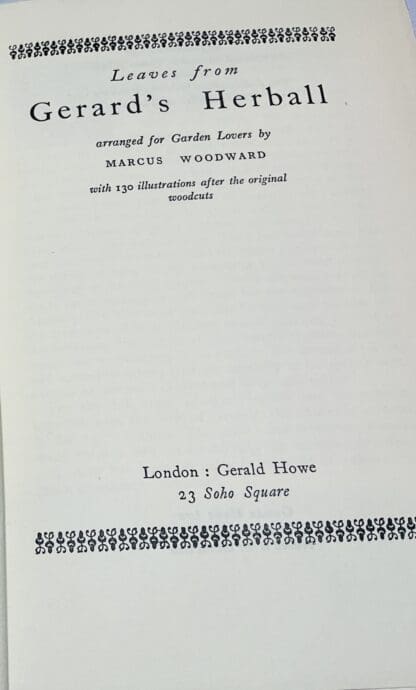 Leaves from
Gerard's Herball
arranged for Garden Lovers by
MARCUS WOODWARD
with 130 illustrations after the original
woodcuts
London : Gerald Howe
23 Soho Square